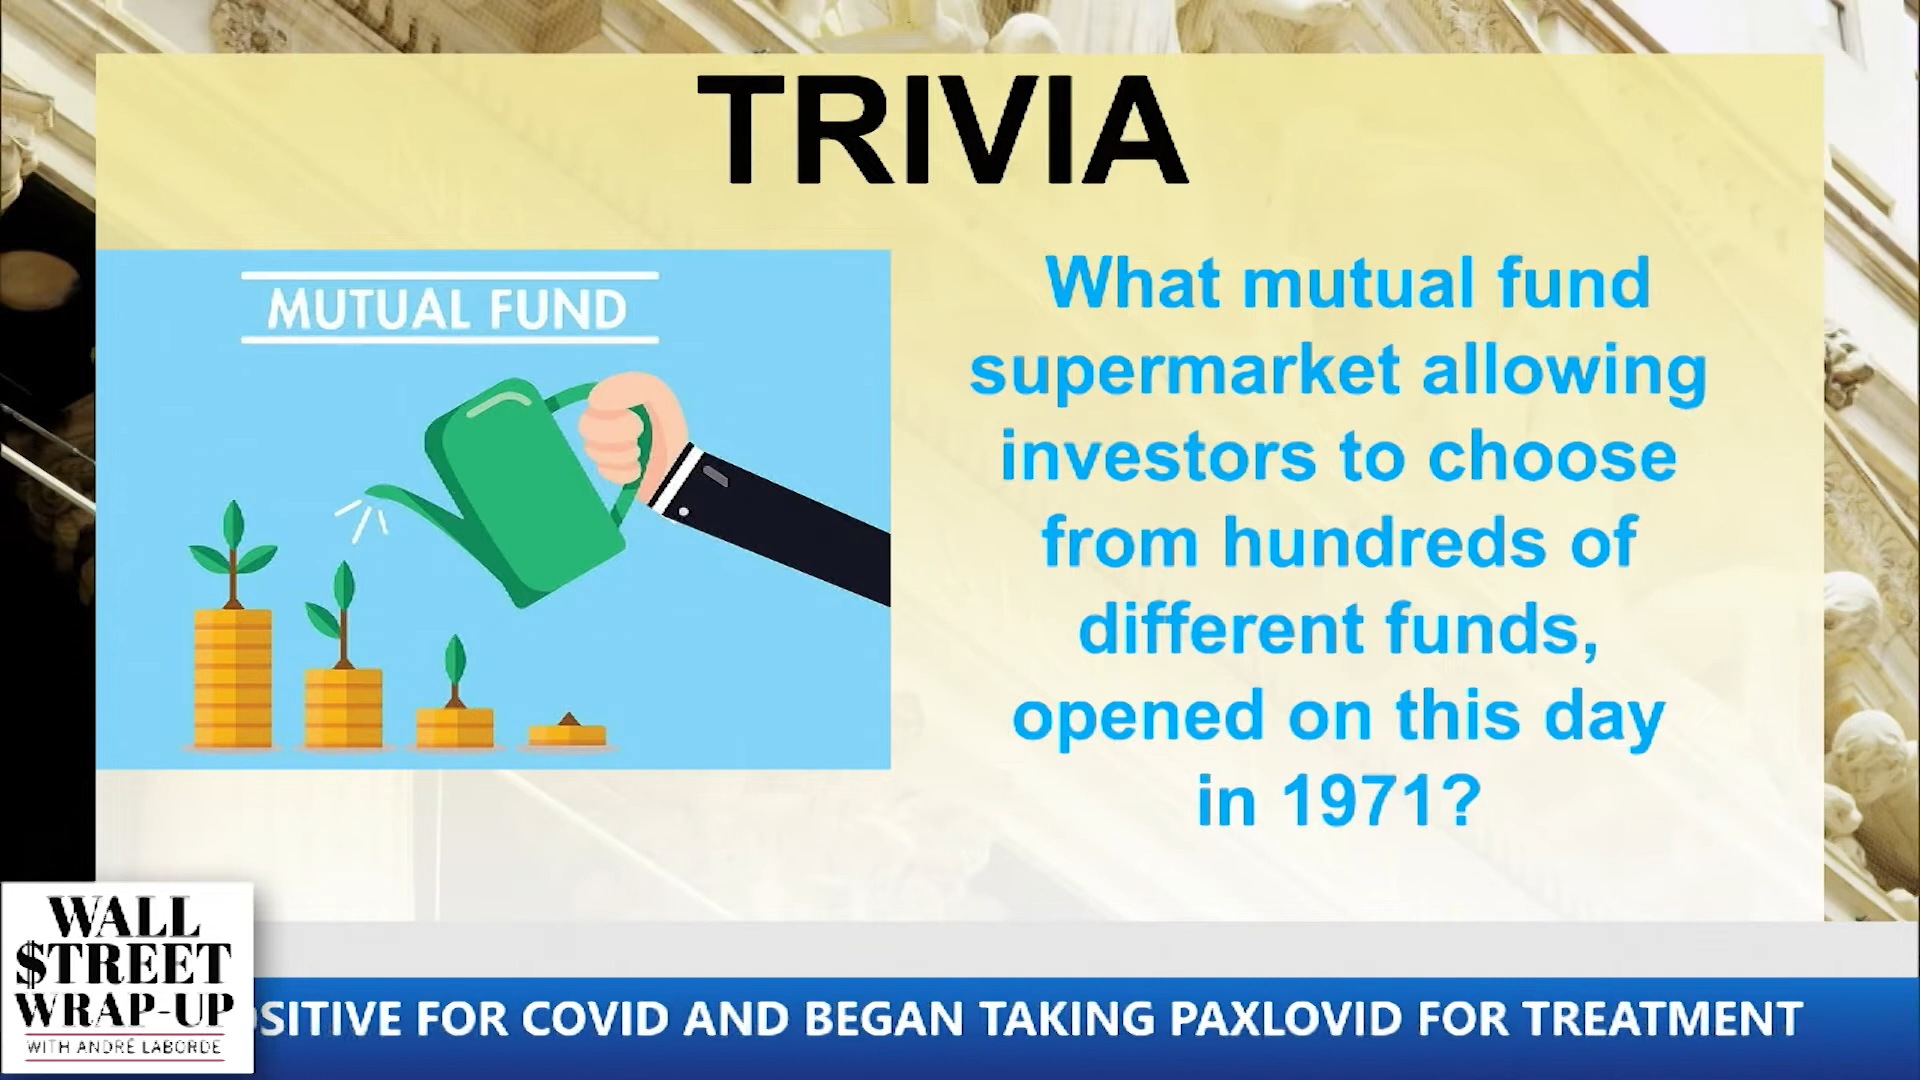 TRIVIA
MUTUAL FUND
What mutual fund
supermarket allowing
investors to choose
from hundreds of
different funds,
opened on this day
in 1971?
WALL
$TREET
WRAP-UP
WITH ANDRÉ LABORDE
SITIVE FOR COVID AND BEGAN TAKING PAXLOVID FOR TREATMENT